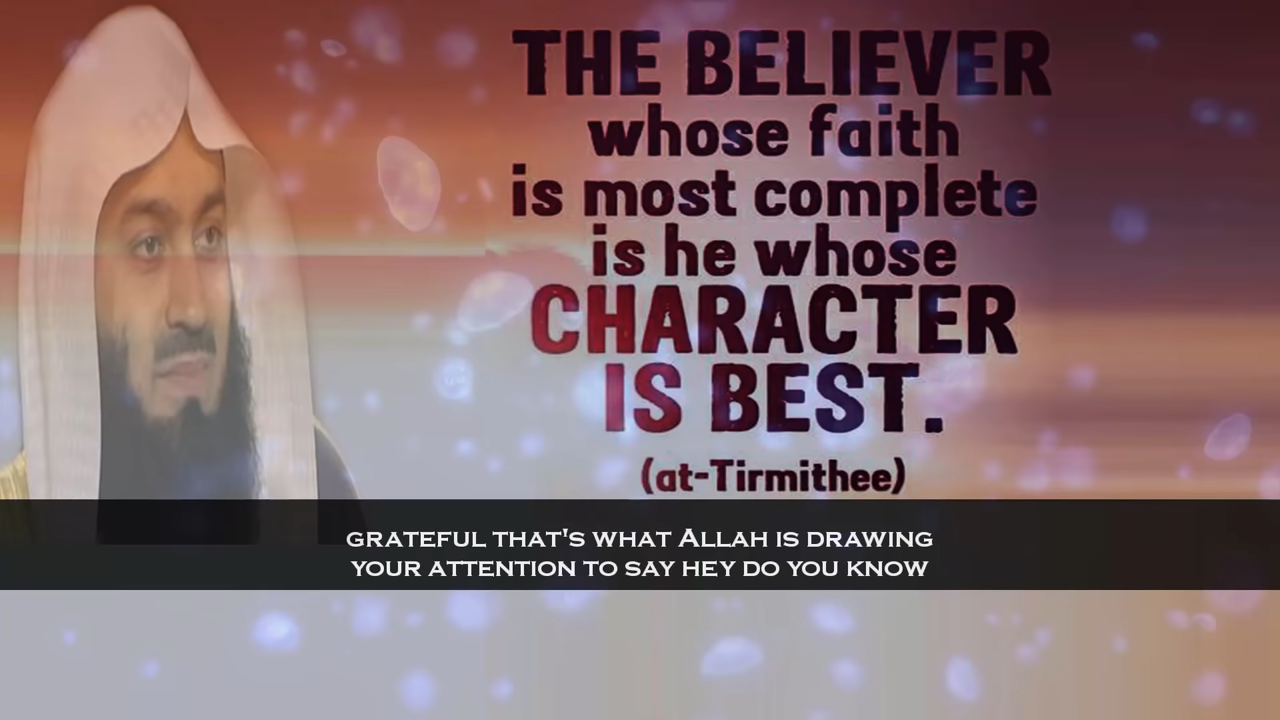 THE BELIEVER
whose faith
is most complete
is he whose
CHARACTER
IS BEST.
(at-Tirmithee)
GRATEFUL THAT'S WHAT ALLAH IS DRAWING
YOUR ATTENTION TO SAY HEY DO YOU KNOW